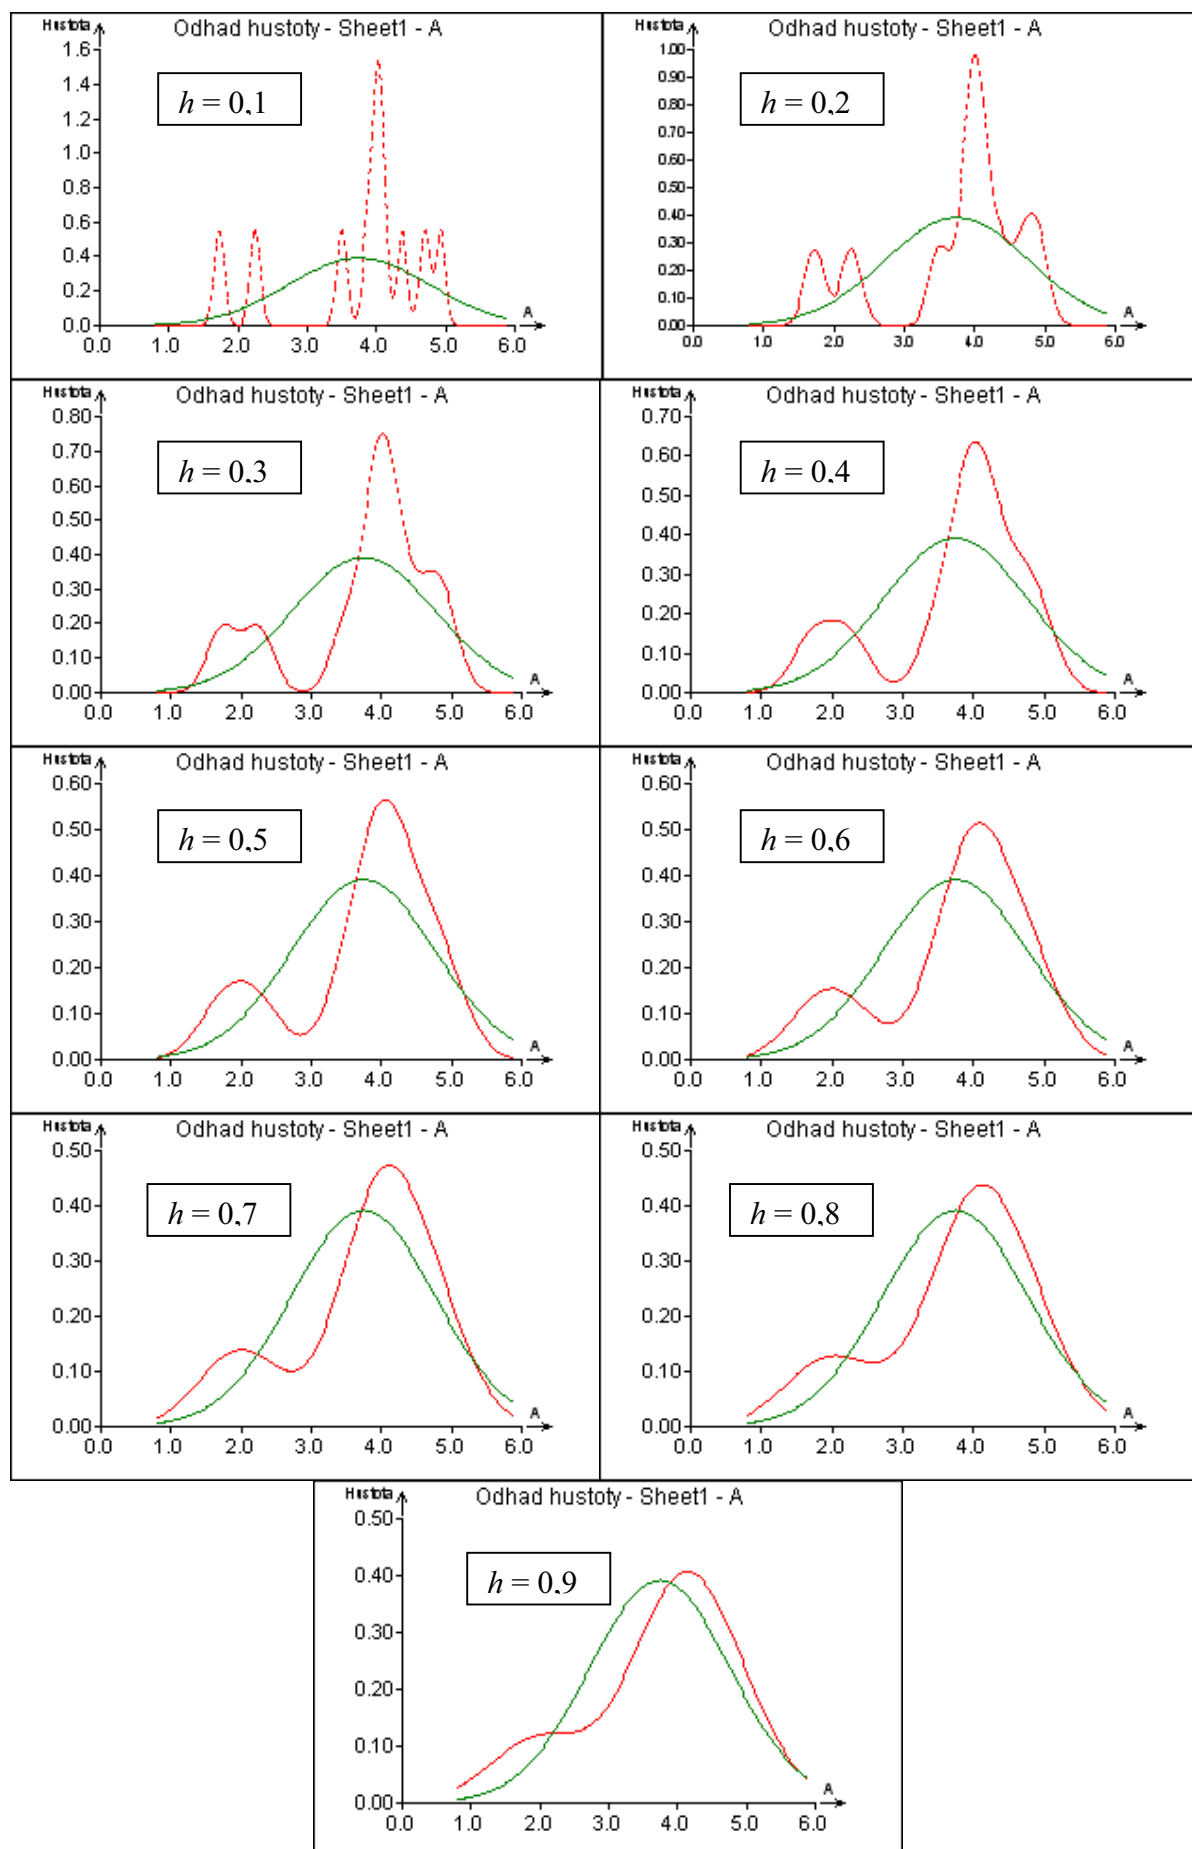 Hustota
Odhad hustoty - Sheet1 - A
1.6
1.4
1.2
1.0
0.8
0.6
0.4
0.2
0.0
h = 0,1
A
0.0 1.0 2.0 3.0 4.0 5.0 6.0
Hustota
Odhad hustoty - Sheet1 - A
1.00
0.90
0.80
0.70
0.60
0.50
0.40
0.30
0.20
0.10
0.00
h = 0,2
A
0.0 1.0 2.0 3.0 4.0 5.0 6.0
Hustota
Odhad hustoty - Sheet1 - A
0.80
0.70
0.60
0.50
0.40
0.30
0.20
0.10
0.00
h = 0,3
A
0.0 1.0 2.0 3.0 4.0 5.0 6.0
Hustota
Odhad hustoty - Sheet1 - A
0.70
0.60
0.50
0.40
0.30
0.20
0.10
0.00
h = 0,4
A
0.0 1.0 2.0 3.0 4.0 5.0 6.0
Hustota
Odhad hustoty - Sheet1 - A
0.60
0.50
0.40
0.30
0.20
0.10
0.00
h = 0,5
A
0.0 1.0 2.0 3.0 4.0 5.0 6.0
Hustota
Odhad hustoty - Sheet1 - A
0.60
0.50
0.40
0.30
0.20
0.10
0.00
h = 0,6
A
0.0 1.0 2.0 3.0 4.0 5.0 6.0
Hustota
Odhad hustoty - Sheet1 - A
0.50
0.40
0.30
0.20
0.10
0.00
h = 0,7
A
0.0 1.0 2.0 3.0 4.0 5.0 6.0
Hustota
Odhad hustoty - Sheet1 - A
0.50
0.40
0.30
0.20
0.10
0.00
h = 0,8
A
0.0 1.0 2.0 3.0 4.0 5.0 6.0
Hustota
Odhad hustoty - Sheet1 - A
0.50
0.40
0.30
0.20
0.10
0.00
h = 0,9
A
0.0 1.0 2.0 3.0 4.0 5.0 6.0